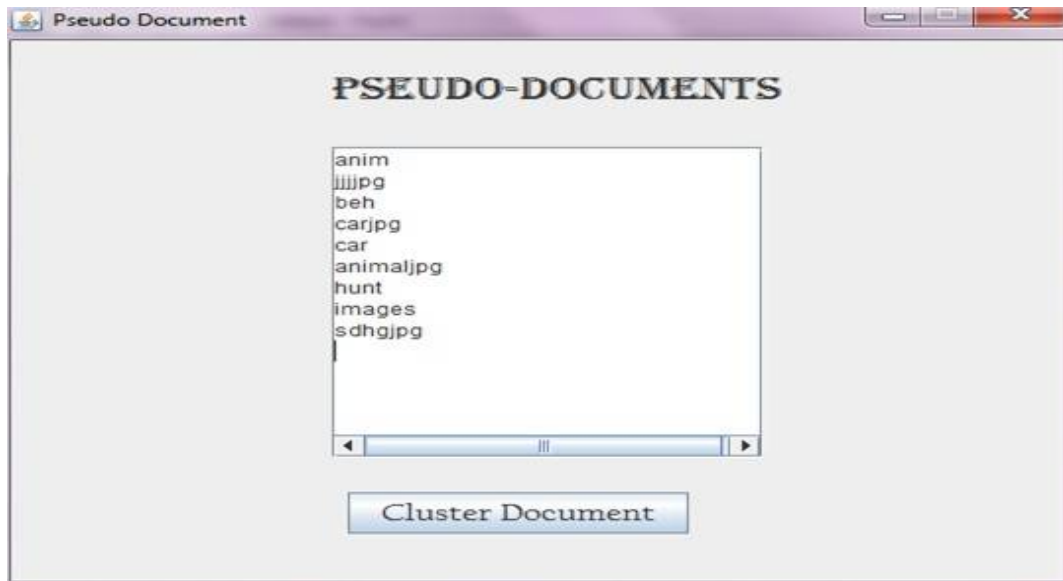 Pseudo Document
PSEUDO-DOCUMENTS
anim
jjjjpg
beh
carjpg
car
animaljpg
hunt
images
sdhgjpg
Cluster Document